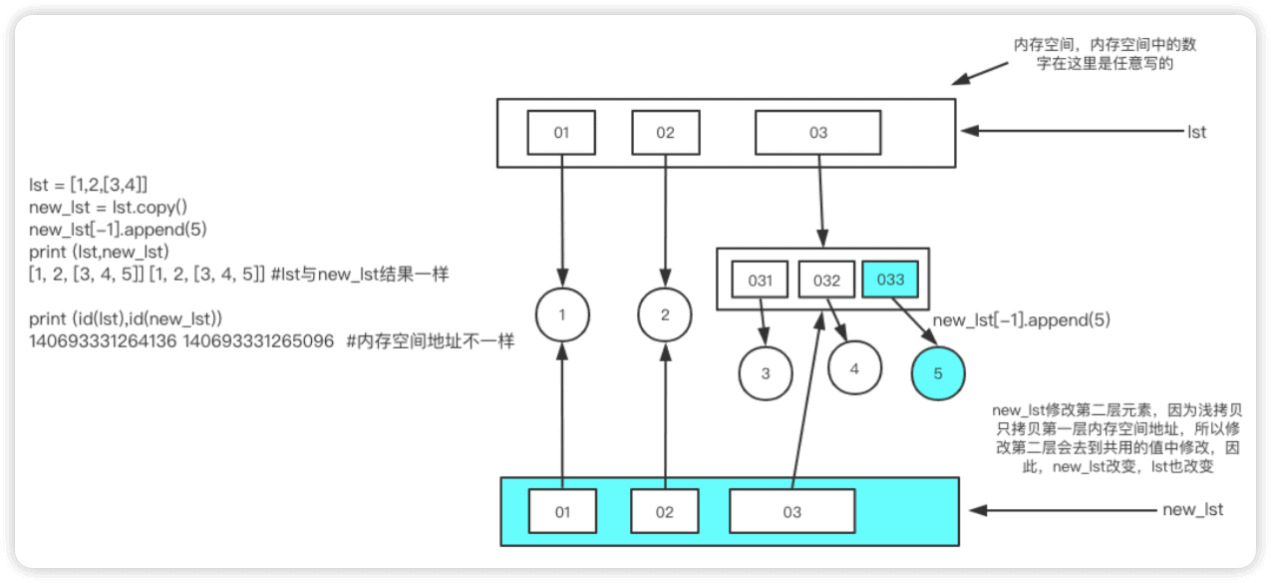 内存空间，内存空间中的数
字在这里是任意写的
01
02
03
lst
lst = [1,2,[3,4]]
new_lst = lst.copy()
new_lst[-1].append(5)
print (lst,new_lst)
[1, 2, [3, 4, 5]] [1, 2, [3, 4, 5]] #lst与new_lst结果一样
print (id(lst),id(new_lst))
140693331264136 140693331265096 #内存空间地址不一样
031
032
033
1
2
new_lst[-1].append(5)
3
4
5
new_lst修改第二层元素，因为浅拷贝
只拷贝第一层内存空间地址，所以修
改第二层会去到共用的值中修改，因
此，new_lst改变，lst也改变
01
02
03
new_lst